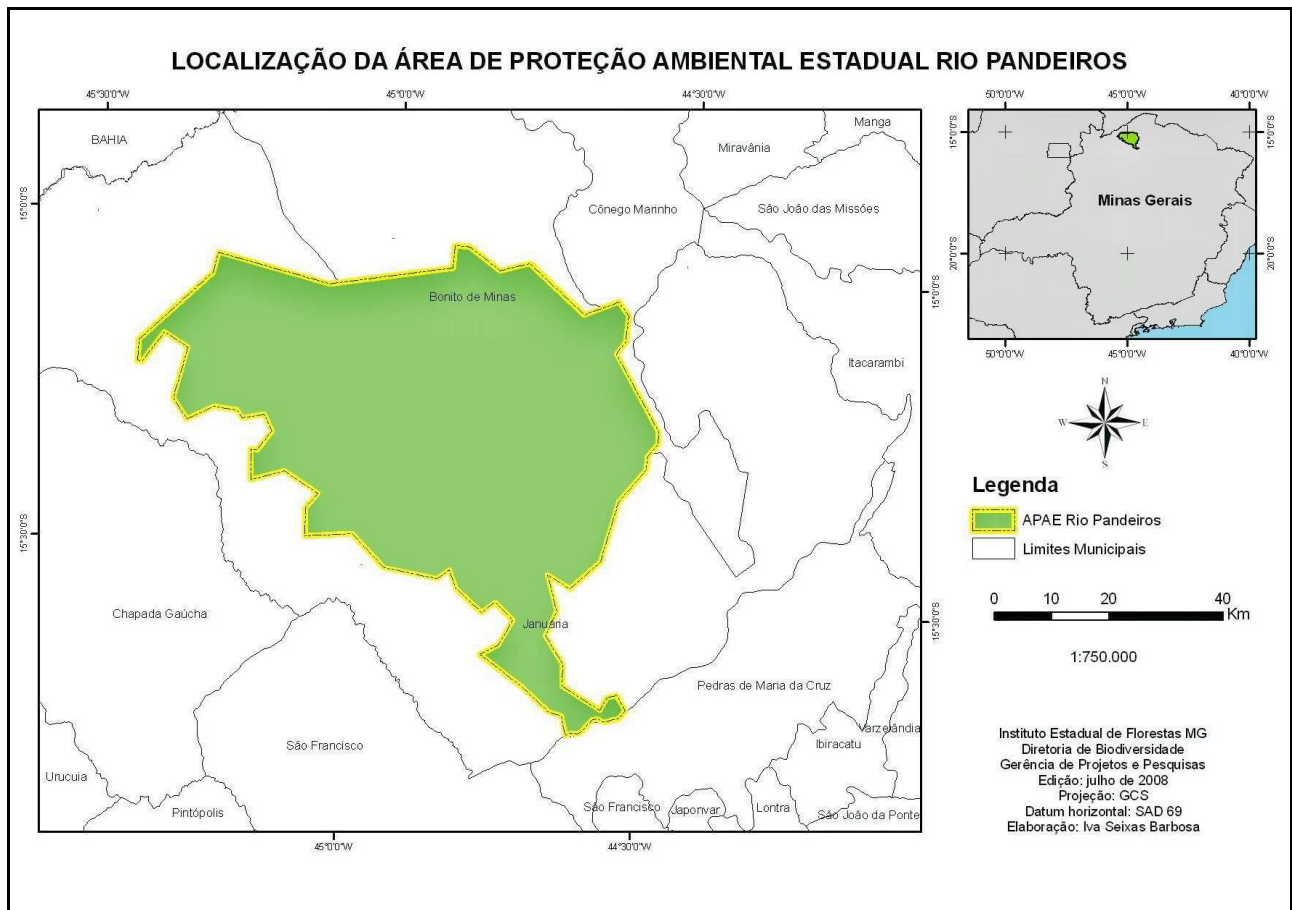 LOCALIZAÇÃO DA ÁREA DE PROTEÇÃO AMBIENTAL ESTADUAL RIO PANDEIROS
45°30'0"W
45°0'0"W
44°30'0"W
BAHIA
Manga
Miravânia
Cônego Marinho
São João das Missões
15°0'0"S
Bonito de Minas
15°0'0"S
Itacarambi
15°30'0"S
Chapada Gaúcha
Januária
15°30'0"S
Pedras de Maria da Cruz
São Francisco
Varzelândia
Ibiracatu
Urucuia
Pintópolis
São Francisco
Japonvar
Lontra
São João da Ponte
45°0'0"W
44°30'0"W
50°0'0"W
45°0'0"W
40°0'0"W
15°0'0"S
15°0'0"S
Minas Gerais
20°0'0"S
20°0'0"S
50°0'0"W
45°0'0"W
40°0'0"W
N
W
E
S
Legenda
APAE Rio Pandeiros
Limites Municipais
0 10 20 40
Km
1:750.000
Instituto Estadual de Florestas MG
Diretoria de Biodiversidade
Gerência de Projetos e Pesquisas
Edição: julho de 2008
Projeção: GCS
Datum horizontal: SAD 69
Elaboração: Iva Seixas Barbosa